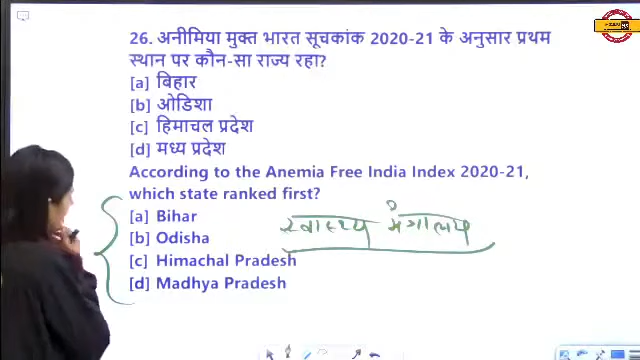 26. अनीमिया मुक्त भारत सूचकांक 2020-21 के अनुसार प्रथम
स्थान पर कौन-सा राज्य रहा?
[a] बिहार
[b] ओडिशा
[c] हिमाचल प्रदेश
[d] मध्य प्रदेश
According to the Anemia Free India Index 2020-21,
which state ranked first?
[a] Bihar
[b] Odisha
[c] Himachal Pradesh
[d] Madhya Pradesh
स्वास्थ्य मंत्रालय